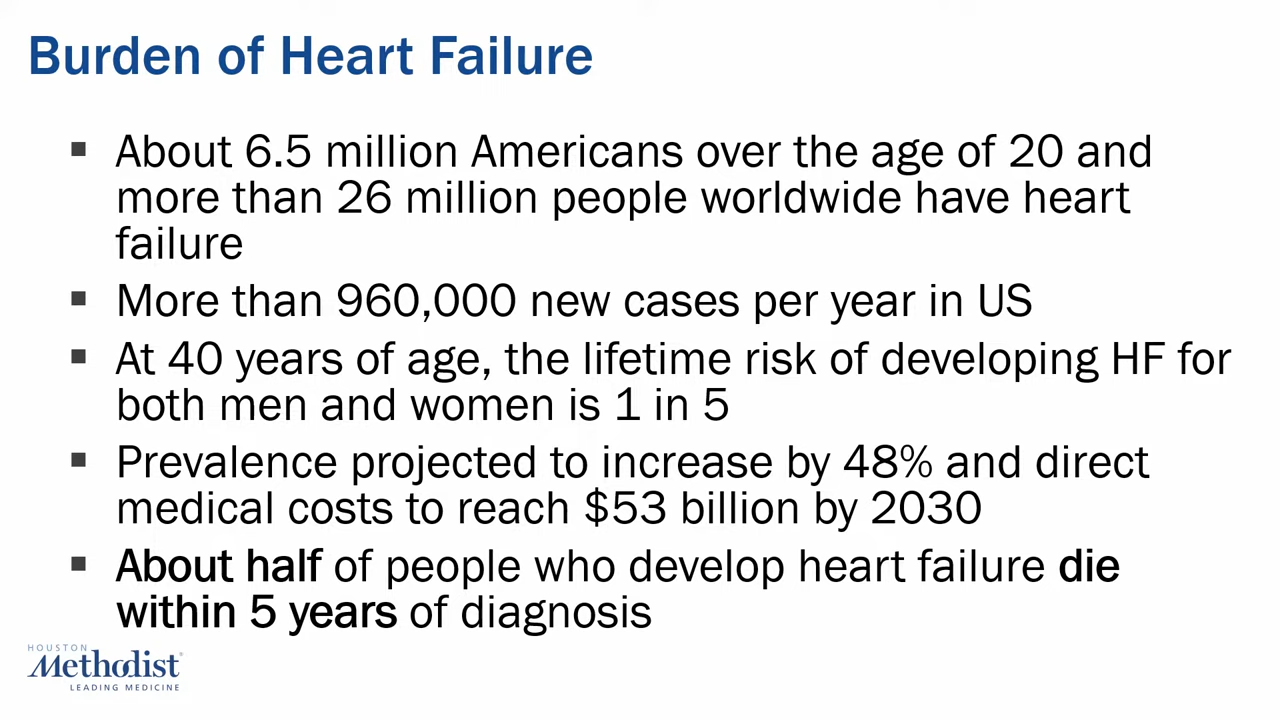 Burden of Heart Failure
▪ About 6.5 million Americans over the age of 20 and
more than 26 million people worldwide have heart
failure
▪ More than 960,000 new cases per year in US
▪ At 40 years of age, the lifetime risk of developing HF for
both men and women is 1 in 5
▪ Prevalence projected to increase by 48% and direct
medical costs to reach $53 billion by 2030
▪ About half of people who develop heart failure die
within 5 years of diagnosis
HOUSTON
Methodist
LEADING MEDICINE